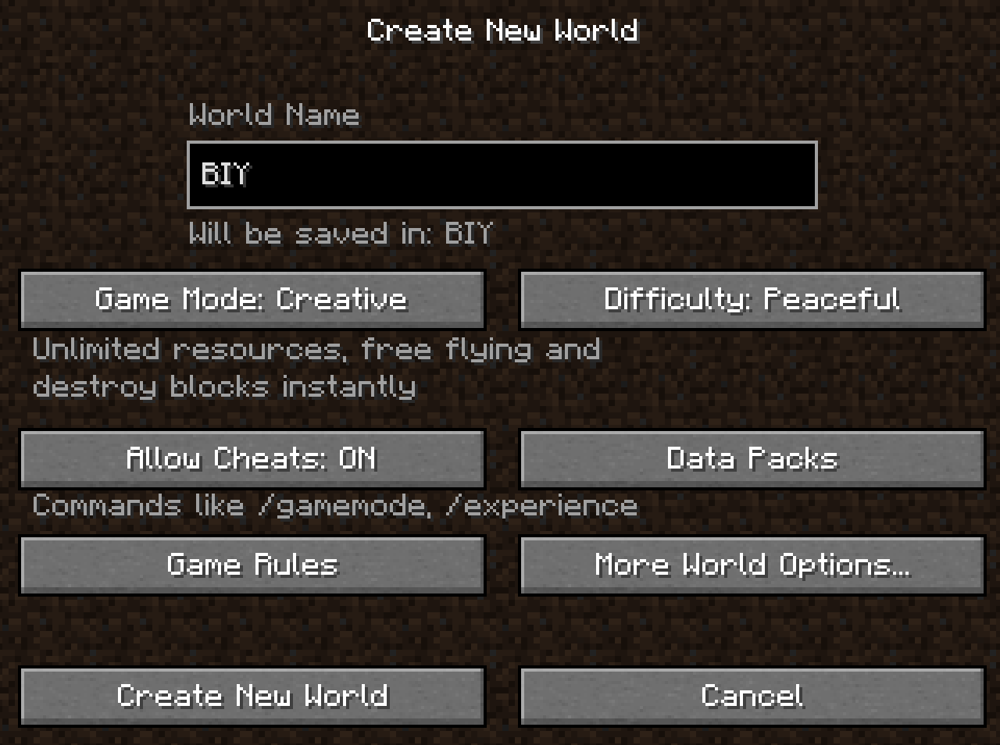 Create New World
World Name
BIY
Will be saved in: BIY
Game Mode: Creative
Difficulty: Peaceful
Unlimited resources, free flying and
destroy blocks instantly
Allow Cheats: ON
Data Packs
Commands like /gamemode, /experience
Game Rules
More World Options...
Create New World
Cancel